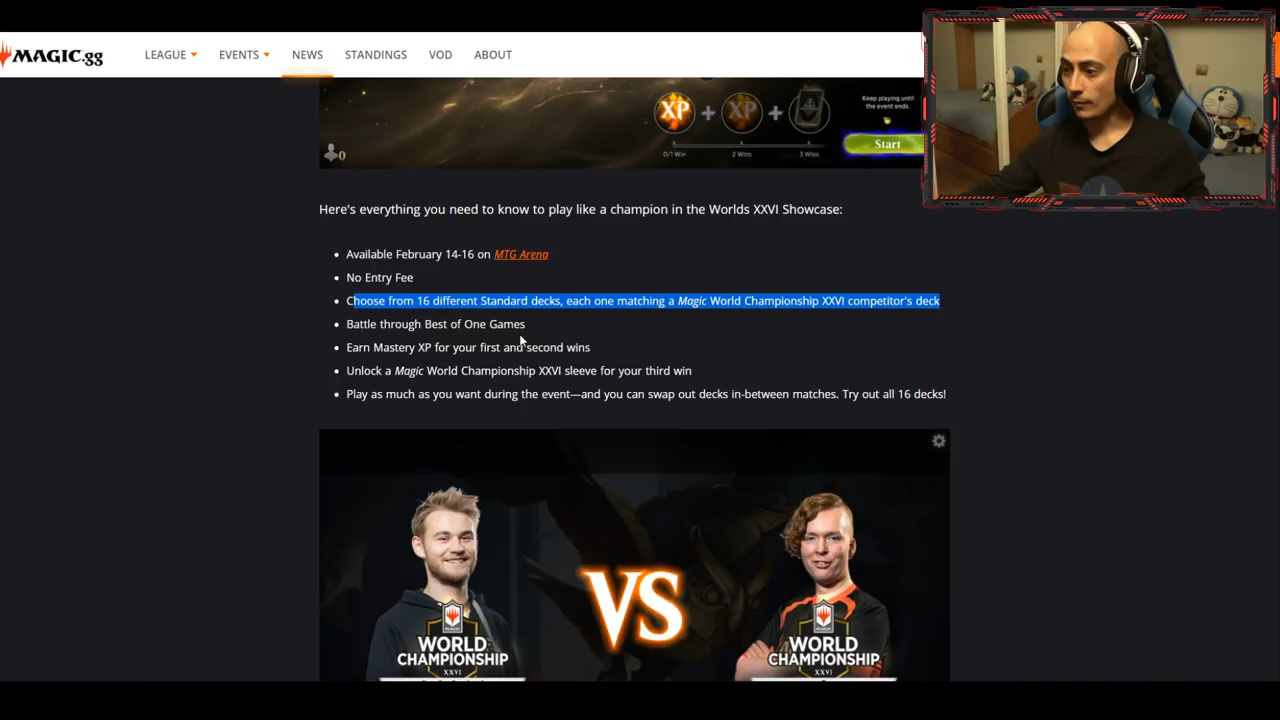 MAGIC.gg
LEAGUE
EVENTS
NEWS
STANDINGS
VOD
ABOUT
XP + XP +
Keep playing until
the event ends.
Start
0
0/1 Win
2 Wins
3 Wins
Here's everything you need to know to play like a champion in the Worlds XXVI Showcase:
Available February 14-16 on MTG Arena
No Entry Fee
Choose from 16 different Standard decks, each one matching a Magic World Championship XXVI competitor's deck
Battle through Best of One Games
Earn Mastery XP for your first and second wins
Unlock a Magic World Championship XXVI sleeve for your third win
Play as much as you want during the event—and you can swap out decks in-between matches. Try out all 16 decks!
VS
WORLD
CHAMPIONSHIP
XXVI
WORLD
CHAMPIONSHIP
XXVI